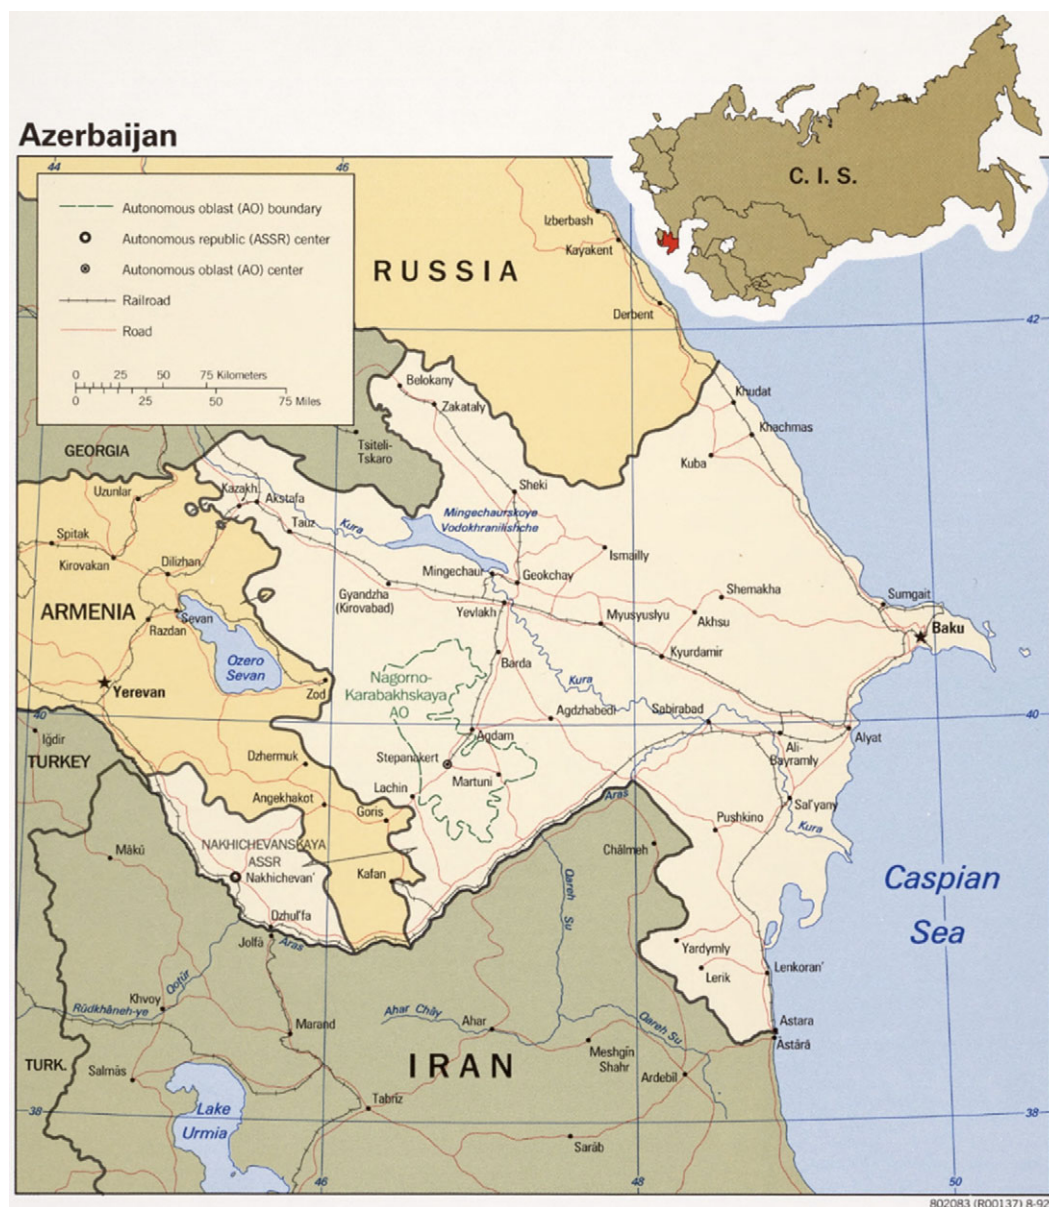 Azerbaijan
C. I. S.
44
46
Autonomous oblast (AO) boundary
Autonomous republic (ASSR) center
Autonomous oblast (AO) center
Railroad
Road
0 25 50 75 Kilometers
0 25 50 75 Miles
RUSSIA
Izberbash
Kayakent
Derbent
42
Belokany
Zakataly
Khudat
Khachmas
Kuba
GEORGIA
Tsiteli-
Tskaro
Uzunlar
Kazakh
Akstafa
Tauz
Sheki
Kura
Mingechaurskoye
Vodokhranilishche
Spitak
Kirovakan
Dilizhan
Ismailly
Mingechaur
Geokchay
Gyandzha
(Kirovabad)
Yevlakh
Shemakha
Sumgait
ARMENIA
Sevan
Razdan
Myusyuslyu
Akhsu
Baku
Kyurdamir
Ozero
Sevan
Barda
Yerevan
Zod
Nagorno-
Karabakhskaya
AO
Kura
40
Agdzhabedi
Sabirabad
40
Iğdir
Agdam
Ali-
Bayramly
Alyat
TURKEY
Dzhermuk
Stepanakert
Martuni
Lachin
Angekhakot
Goris
Aras
Sal'yany
Pushkino
Kura
NAKHICHEVANSKAYA
ASSR
Nakhichevan'
Mākū
Kafan
Chālmeh
Qareh Su
Caspian
Sea
Dzhul'fa
Jolfā
Aras
Yardymly
Lerik
Lenkoran'
Qoṭūr
Khvoy
Rūdkhāneh-ye
Marand
Ahar Chāy
Ahar
Qareh Su
Astara
Āstārā
TURK.
Salmās
IRAN
Meshgīn
Shahr
Ardebīl
Tabrīz
38
Lake
Urmia
38
Sarāb
46
48
50
802083 (R00137) 8-92